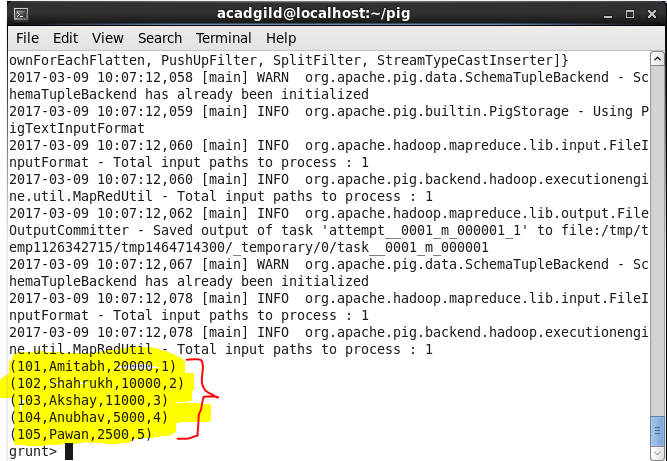 acadgild@localhost:~/pig
File Edit View Search Terminal Help
ownForEachFlatten, PushUpFilter, SplitFilter, StreamTypeCastInserter]}
2017-03-09 10:07:12,058 [main] WARN  org.apache.pig.data.SchemaTupleBackend - Sc
hemaTupleBackend has already been initialized
2017-03-09 10:07:12,059 [main] INFO  org.apache.pig.builtin.PigStorage - Using P
igTextInputFormat
2017-03-09 10:07:12,060 [main] INFO  org.apache.hadoop.mapreduce.lib.input.FileI
nputFormat - Total input paths to process : 1
2017-03-09 10:07:12,060 [main] INFO  org.apache.pig.backend.hadoop.executionengi
ne.util.MapRedUtil - Total input paths to process : 1
2017-03-09 10:07:12,062 [main] INFO  org.apache.hadoop.mapreduce.lib.output.File
OutputCommitter - Saved output of task 'attempt__0001_m_000001_1' to file:/tmp/t
emp1126342715/tmp1464714300/_temporary/0/task__0001_m_000001
2017-03-09 10:07:12,067 [main] WARN  org.apache.pig.data.SchemaTupleBackend - Sc
hemaTupleBackend has already been initialized
2017-03-09 10:07:12,078 [main] INFO  org.apache.hadoop.mapreduce.lib.input.FileI
nputFormat - Total input paths to process : 1
2017-03-09 10:07:12,078 [main] INFO  org.apache.pig.backend.hadoop.executionengi
ne.util.MapRedUtil - Total input paths to process : 1
(101,Amitabh,20000,1)
(102,Shahrukh,10000,2)
(103,Akshay,11000,3)
(104,Anubhav,5000,4)
(105,Pawan,2500,5)
grunt>